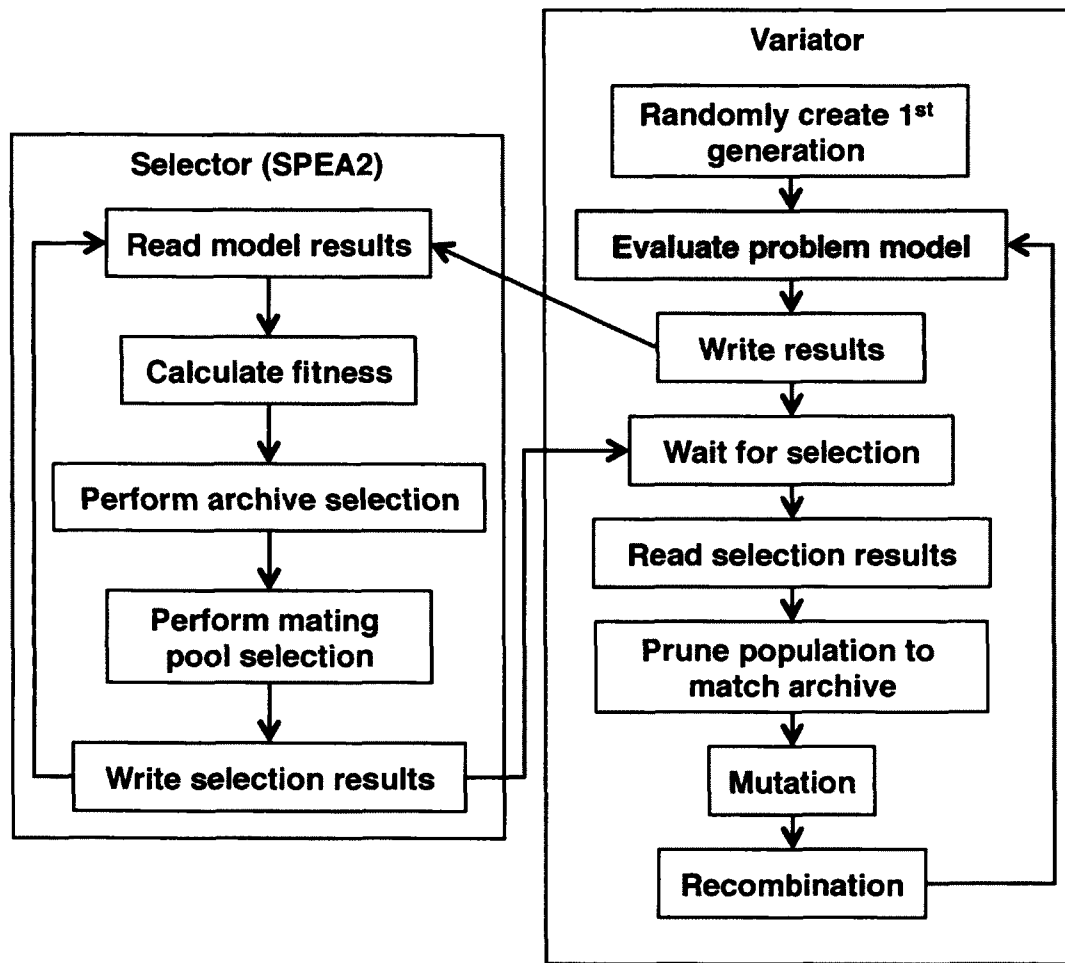 Selector (SPEA2)
Read model results
Calculate fitness
Perform archive selection
Perform mating
pool selection
Write selection results
Variator
Randomly create 1st
generation
Evaluate problem model
Write results
Wait for selection
Read selection results
Prune population to
match archive
Mutation
Recombination